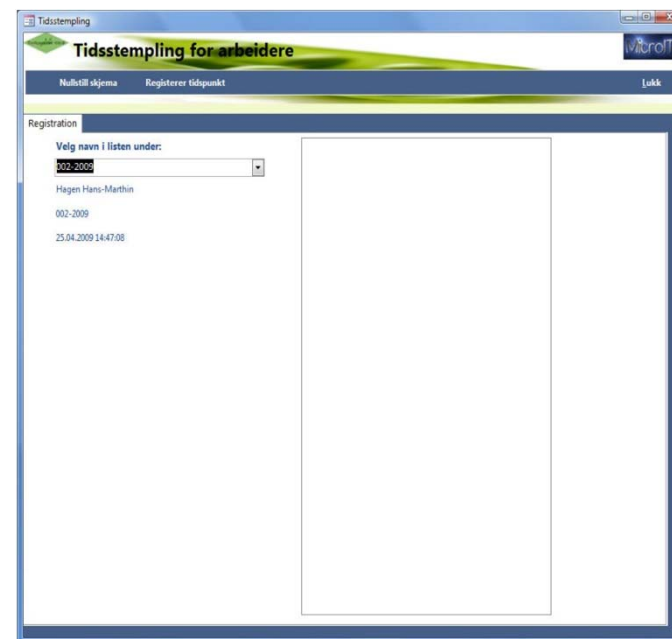 Tidsstempling
Tidsstempling for arbeidere
MicroIT
Nullstill skjema
Registerer tidspunkt
Lukk
Registration
Velg navn i listen under:
002-2009
Hagen Hans-Marthin
002-2009
25.04.2009 14:47:08